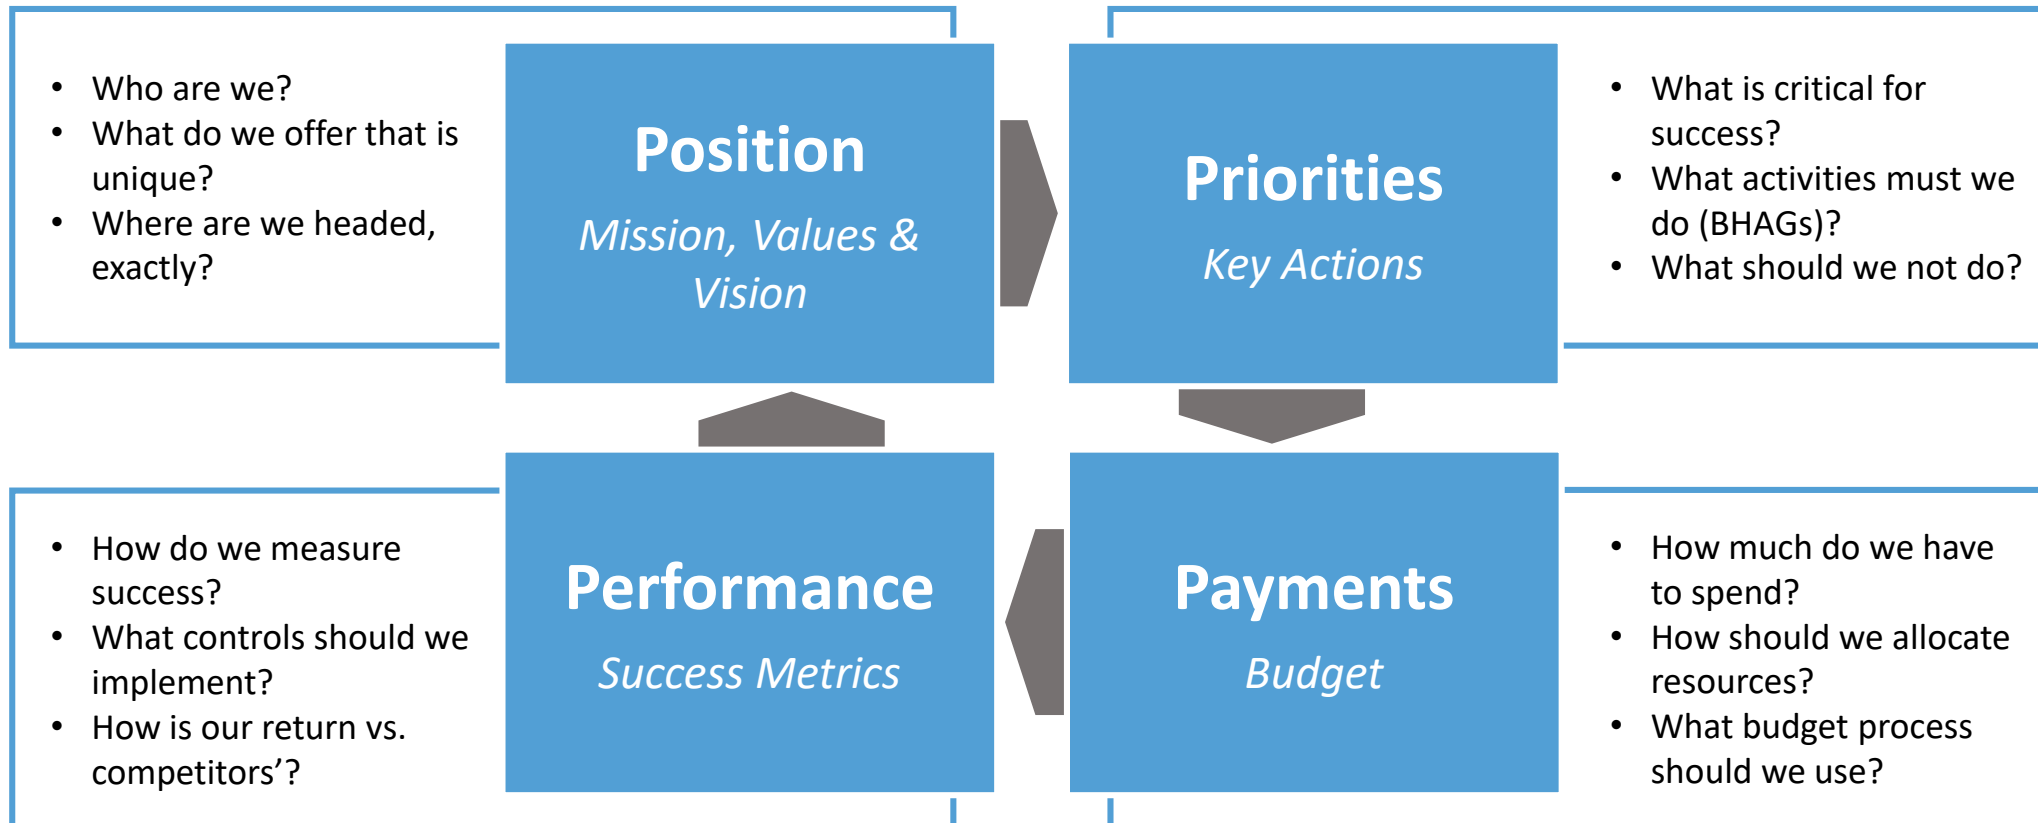 • Who are we?
• What do we offer that is
unique?
• Where are we headed,
exactly?
Position
Mission, Values &
Vision
Priorities
Key Actions
• What is critical for
success?
• What activities must we
do (BHAGs)?
• What should we not do?
• How do we measure
success?
• What controls should we
implement?
• How is our return vs.
competitors’?
Performance
Success Metrics
Payments
Budget
• How much do we have
to spend?
• How should we allocate
resources?
• What budget process
should we use?